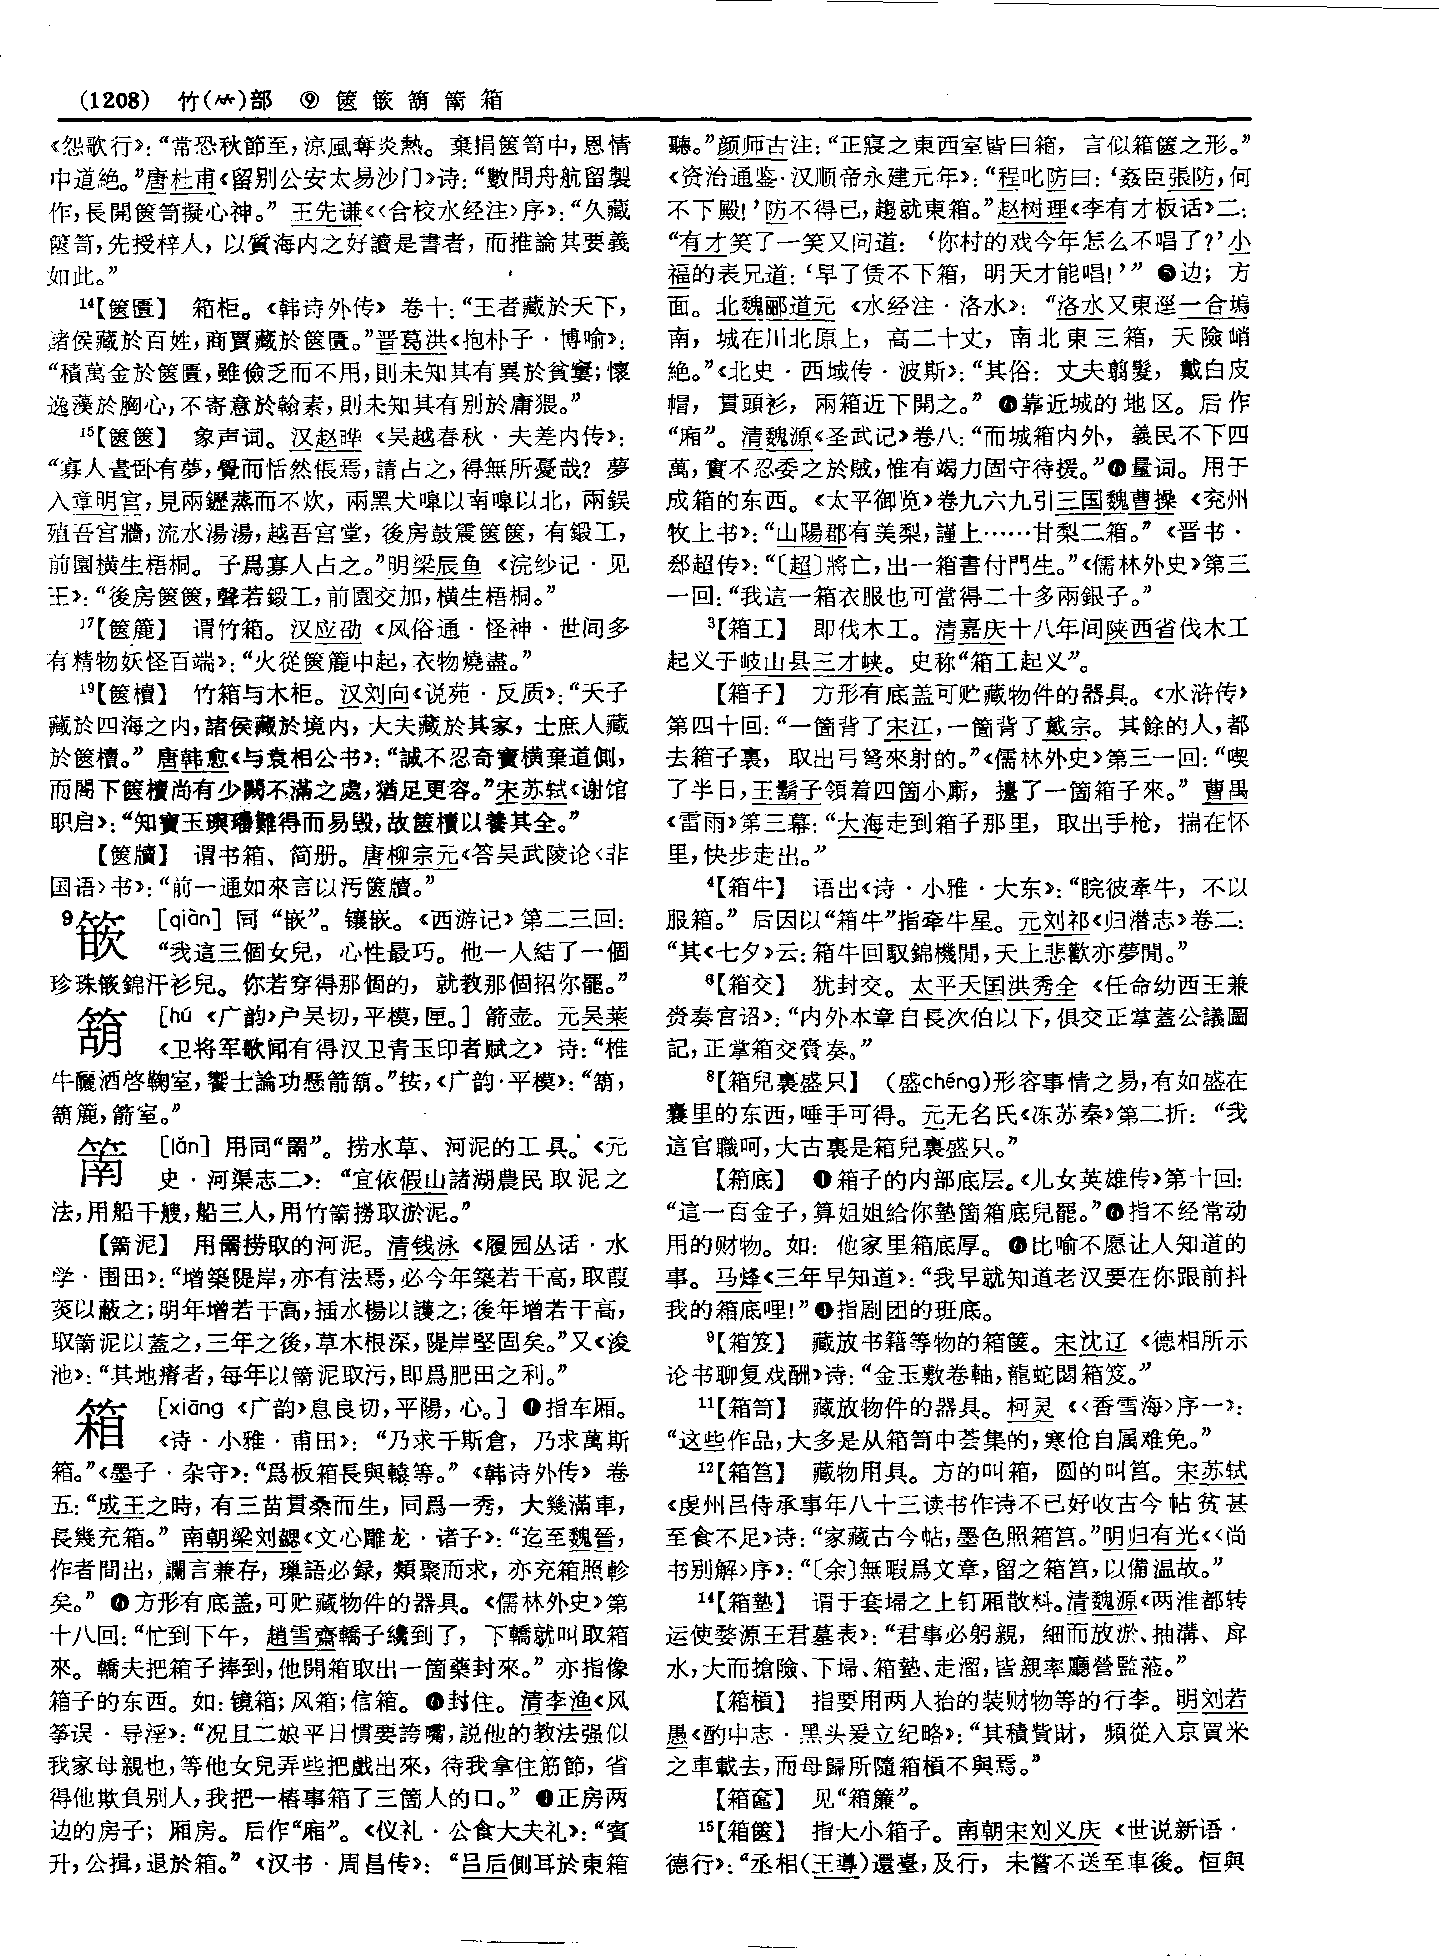 (1208) 竹(⺮)部 ⑨ 篋 篏 箶 䈒 箱
《怨歌行》：“常恐秋節至，涼風奪炎熱。棄捐篋笥中，恩情
中道絶。”唐杜甫《留别公安太易沙门》诗：“數問舟航留製
作，長開篋笥擬心神。” 王先谦《〈合校水经注〉序》：“久藏
篋笥，先授梓人，以質海内之好讀是書者，而推論其要義
如此。”
14【篋匱】 箱柜。《韩诗外传》卷十：“王者藏於天下，
諸侯藏於百姓，商賈藏於篋匱。”晋葛洪《抱朴子·博喻》：
“積萬金於篋匱，雖儉乏而不用，則未知其有異於貧窶；懷
逸漢於胸心，不寄意於翰素，則未知其有别於庸猥。”
15【篋篋】 象声词。汉赵晔《吴越春秋·夫差内传》：
“寡人晝卧有夢，覺而恬然悵焉，請占之，得無所憂哉？夢
入章明宫，見兩䥶蒸而不炊，兩黑犬嘷以南嘷以北，兩鋘
殖吾宫牆，流水湯湯，越吾宫堂，後房鼓震篋篋，有鍛工，
前園横生梧桐。子爲寡人占之。”明梁辰鱼《浣纱记·见
王》：“後房篋篋，聲若鍛工，前園交加，横生梧桐。”
17【篋簏】 谓竹箱。汉应劭《风俗通·怪神·世间多
有精物妖怪百端》：“火從篋簏中起，衣物燒盡。”
19【篋櫝】 竹箱与木柜。汉刘向《说苑·反质》：“天子
藏於四海之内，諸侯藏於境内，大夫藏於其家，士庶人藏
於篋櫝。” 唐韩愈《与袁相公书》：“誠不忍奇寶横棄道側，
而閣下篋櫝尚有少闕不滿之處，猶足更容。”宋苏轼《谢馆
职启》：“知寶玉璵璠難得而易毁，故篋櫝以養其全。”
【篋牘】 谓书箱、简册。唐柳宗元《答吴武陵论〈非
国语〉书》：“前一通如來言以汚篋牘。”
9篏 [qiàn] 同“嵌”。镶嵌。《西游记》第二三回：
“我這三個女兒，心性最巧。他一人結了一個
珍珠篏錦汗衫兒。你若穿得那個的，就教那個招你罷。”
箶 [hú 《广韵》户吴切，平模，匣。] 箭壶。元吴莱
《卫将军歌闻有得汉卫青玉印者赋之》诗：“椎
牛釃酒啓鞠室，饗士論功懸箭箶。”按，《广韵·平模》：“箶，
箶簏，箭室。”
䈒 [lǎn] 用同“罱”。捞水草、河泥的工具。《元
史·河渠志二》：“宜依假山諸湖農民取泥之
法，用船千艘，船三人，用竹䈒撈取淤泥。”
【䈒泥】 用罱捞取的河泥。清钱泳《履园丛话·水
学·围田》：“增築隄岸，亦有法焉，必今年築若干高，取葭
菼以蔽之；明年增若干高，插水楊以護之；後年增若干高，
取䈒泥以蓋之，三年之後，草木根深，隄岸堅固矣。”又《浚
池》：“其地瘠者，每年以䈒泥取污，即爲肥田之利。”
箱 [xiāng 《广韵》息良切，平陽，心。] ❶指车厢。
《诗·小雅·甫田》：“乃求千斯倉，乃求萬斯
箱。”《墨子·杂守》：“爲板箱長與轅等。”《韩诗外传》卷
五：“成王之時，有三苗貫桑而生，同爲一秀，大幾滿車，
長幾充箱。” 南朝梁刘勰《文心雕龙·诸子》：“迄至魏晉，
作者間出，讕言兼存，璅語必録，類聚而求，亦充箱照軫
矣。” ❷方形有底盖，可贮藏物件的器具。《儒林外史》第
十八回：“忙到下午，趙雪齋轎子纔到了，下轎就叫取箱
來。轎夫把箱子捧到，他開箱取出一箇藥封來。”亦指像
箱子的东西。如：镜箱；风箱；信箱。❸封住。清李渔《风
筝误·导淫》：“况且二娘平日慣要誇嘴，説他的教法强似
我家母親也，等他女兒弄些把戲出來，待我拿住筋節，省
得他欺負别人，我把一樁事箱了三箇人的口。” ❹正房两
边的房子；厢房。后作“廂”。《仪礼·公食大夫礼》：“賓
升，公揖，退於箱。”《汉书·周昌传》：“吕后側耳於東箱
聽。”颜师古注：“正寢之東西室皆曰箱，言似箱篋之形。”
《资治通鉴·汉顺帝永建元年》：“程叱防曰：‘姦臣張防，何
不下殿！’防不得已，趨就東箱。”赵树理《李有才板话》二：
“有才笑了一笑又问道：‘你村的戏今年怎么不唱了？’小
福的表兄道：‘早了赁不下箱，明天才能唱！’” ❺边；方
面。北魏郦道元《水经注·洛水》：“洛水又東逕一合塢
南，城在川北原上，高二十丈，南北東三箱，天險峭
絶。”《北史·西域传·波斯》：“其俗：丈夫翦髮，戴白皮
帽，貫頭衫，兩箱近下開之。” ❻靠近城的地区。后作
“廂”。清魏源《圣武记》卷八：“而城箱内外，義民不下四
萬，實不忍委之於賊，惟有竭力固守待援。”❼量词。用于
成箱的东西。《太平御览》卷九六九引三国魏曹操《兖州
牧上书》：“山陽郡有美梨，謹上……甘梨二箱。”《晋书·
郄超传》：“〔超〕將亡，出一箱書付門生。”《儒林外史》第三
一回：“我這一箱衣服也可當得二十多兩銀子。”
3【箱工】 即伐木工。清嘉庆十八年间陕西省伐木工
起义于岐山县三才峡。史称“箱工起义”。
【箱子】 方形有底盖可贮藏物件的器具。《水浒传》
第四十回：“一箇背了宋江，一箇背了戴宗。其餘的人，都
去箱子裏，取出弓弩來射的。”《儒林外史》第三一回：“喫
了半日，王鬍子領着四箇小廝，擡了一箇箱子來。” 曹禺
《雷雨》第三幕：“大海走到箱子那里，取出手枪，揣在怀
里，快步走出。”
4【箱牛】 语出《诗·小雅·大东》：“睆彼牽牛，不以
服箱。” 后因以“箱牛”指牵牛星。元刘祁《归潜志》卷二：
“其《七夕》云：箱牛回馭錦機閒，天上悲歡亦夢間。”
6【箱交】 犹封交。太平天国洪秀全《任命幼西王兼
赍奏官诏》：“内外本章自長次伯以下，俱交正掌蓋公議圖
記，正掌箱交賫奏。”
8【箱兒裏盛只】 (盛chéng)形容事情之易，有如盛在
囊里的东西，唾手可得。元无名氏《冻苏秦》第二折：“我
這官職呵，大古裏是箱兒裏盛只。”
【箱底】 ❶箱子的内部底层。《儿女英雄传》第十回：
“這一百金子，算姐姐給你墊箇箱底兒罷。”❷指不经常动
用的财物。如：他家里箱底厚。❸比喻不愿让人知道的
事。马烽《三年早知道》：“我早就知道老汉要在你跟前抖
我的箱底哩！”❹指剧团的班底。
9【箱笈】 藏放书籍等物的箱篋。宋沈辽《德相所示
论书聊复戏酬》诗：“金玉敷卷軸，龍蛇閟箱笈。”
11【箱笥】 藏放物件的器具。柯灵《〈香雪海〉序一》：
“这些作品，大多是从箱笥中荟集的，寒伧自属难免。”
12【箱筥】 藏物用具。方的叫箱，圆的叫筥。宋苏轼
《虔州吕侍承事年八十三读书作诗不已好收古今帖贫甚
至食不足》诗：“家藏古今帖，墨色照箱筥。”明归有光《〈尚
书别解〉序》：“〔余〕無暇爲文章，留之箱筥，以備温故。”
14【箱墊】 谓于套埽之上钉厢散料。清魏源《两淮都转
运使婺源王君墓表》：“君事必躬親，細而放淤、抽溝、戽
水，大而搶險、下埽、箱墊、走溜，皆親率廳營監蒞。”
【箱槓】 指要用两人抬的装财物等的行李。明刘若
愚《酌中志·黑头爰立纪略》：“其積貲財，頻從入京買米
之車載去，而母歸所隨箱槓不與焉。”
【箱奩】 见“箱簾”。
15【箱篋】 指大小箱子。南朝宋刘义庆《世说新语·
德行》：“丞相(王導)還臺，及行，未嘗不送至車後。恒與